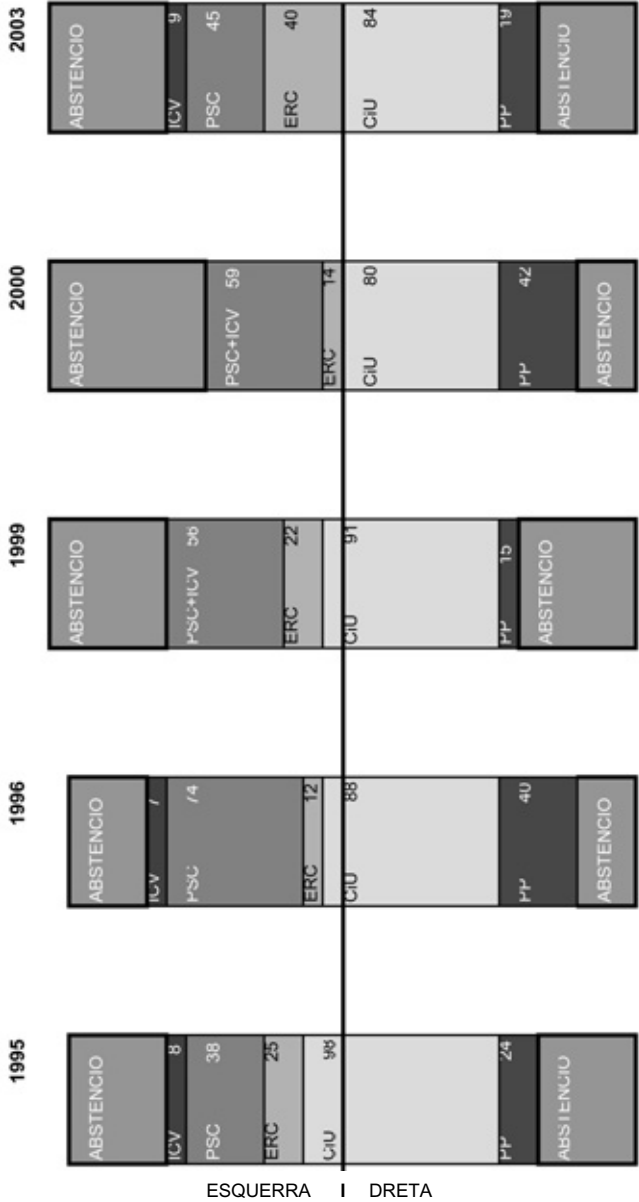 1995
ABSTENCIO
ICV 8
PSC 38
ERC 25
CiU 98
PP 24
ABSTENCIO
1996
ABSTENCIO
ICV 7
PSC 74
ERC 12
CiU 88
PP 40
ABSTENCIO
1999
ABSTENCIO
PSC+ICV 56
ERC 22
CiU 91
PP 15
ABSTENCIO
2000
ABSTENCIO
PSC+ICV 59
ERC 14
CiU 80
PP 42
ABSTENCIO
2003
ABSTENCIO
ICV 9
PSC 45
ERC 40
CiU 84
PP 19
ABSTENCIO
ESQUERRA I DRETA